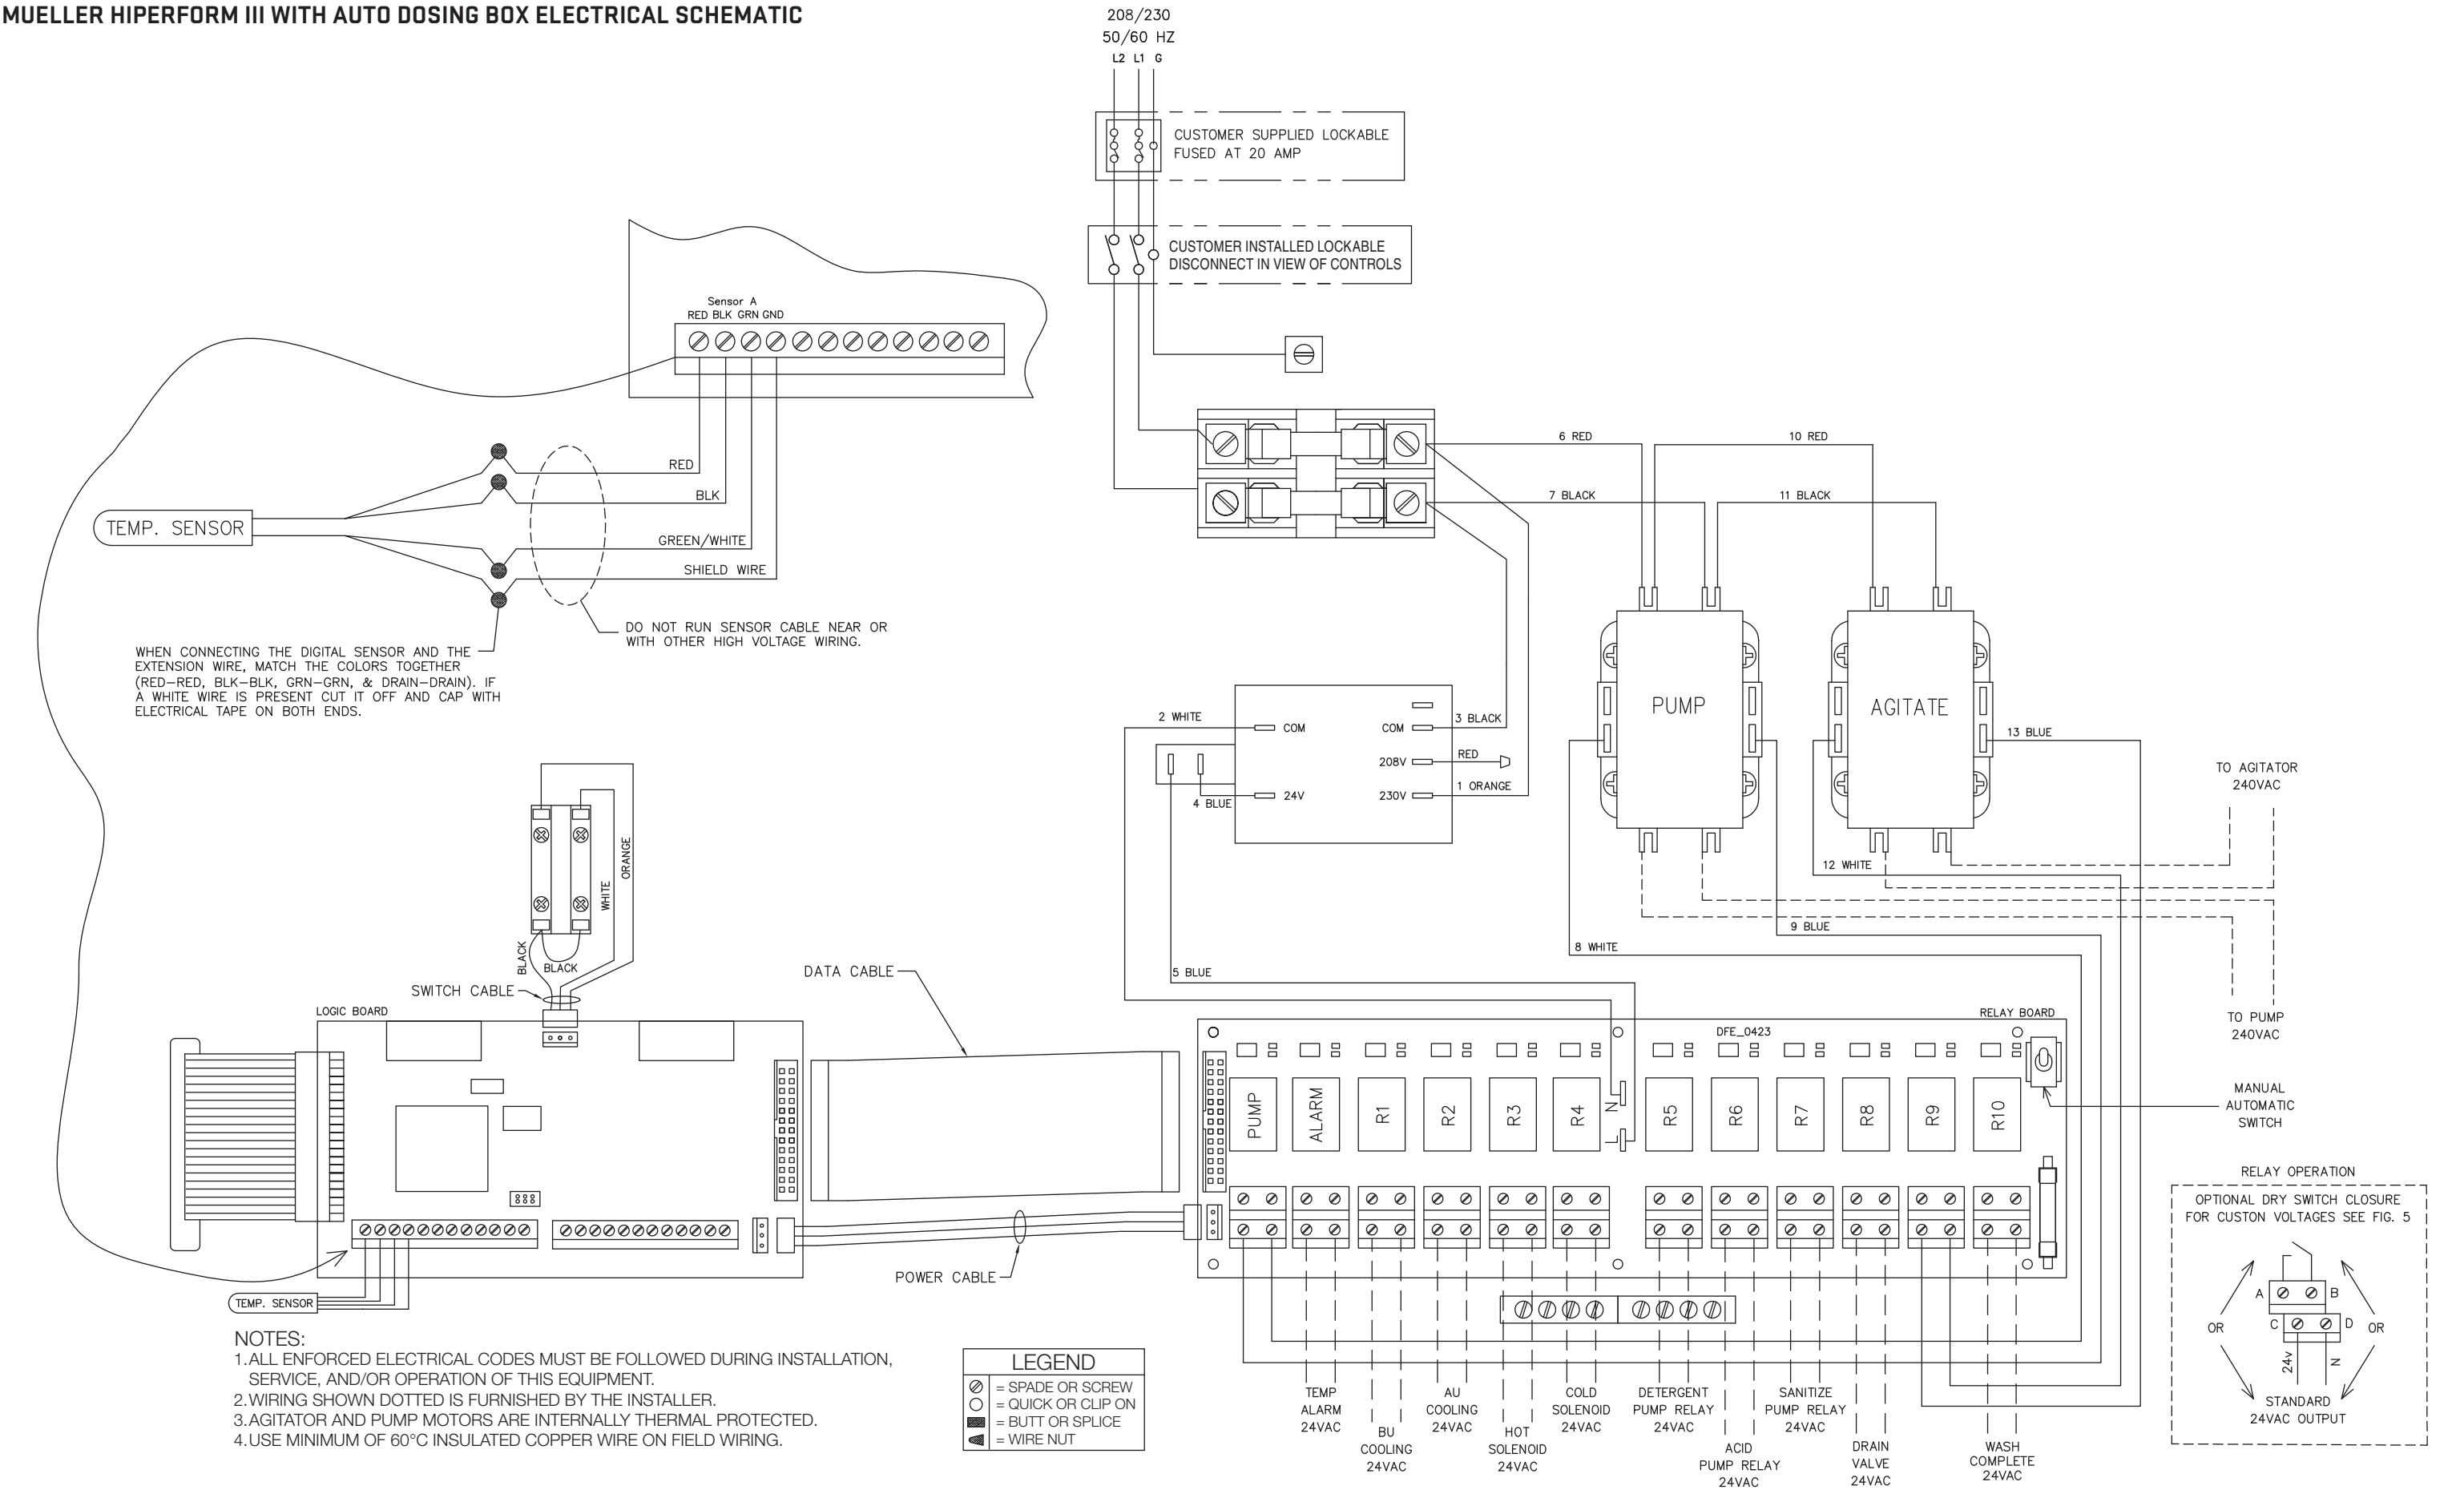 MUELLER HIPERFORM III WITH AUTO DOSING BOX ELECTRICAL SCHEMATIC
208/230
50/60 HZ
L2 L1 G
CUSTOMER SUPPLIED LOCKABLE
FUSED AT 20 AMP
CUSTOMER INSTALLED LOCKABLE
DISCONNECT IN VIEW OF CONTROLS
Sensor A
RED BLK GRN GND
RED
BLK
TEMP. SENSOR
GREEN/WHITE
SHIELD WIRE
DO NOT RUN SENSOR CABLE NEAR OR
WITH OTHER HIGH VOLTAGE WIRING.
WHEN CONNECTING THE DIGITAL SENSOR AND THE
EXTENSION WIRE, MATCH THE COLORS TOGETHER
(RED-RED, BLK-BLK, GRN-GRN, & DRAIN-DRAIN). IF
A WHITE WIRE IS PRESENT CUT IT OFF AND CAP WITH
ELECTRICAL TAPE ON BOTH ENDS.
6 RED
10 RED
7 BLACK
11 BLACK
2 WHITE
COM
COM
3 BLACK
208V
RED
4 BLUE
24V
230V
1 ORANGE
PUMP
AGITATE
13 BLUE
TO AGITATOR
240VAC
12 WHITE
9 BLUE
8 WHITE
5 BLUE
TO PUMP
240VAC
ORANGE
WHITE
BLACK
BLACK
SWITCH CABLE
DATA CABLE
LOGIC BOARD
RELAY BOARD
DFE_0423
PUMP
ALARM
R1
R2
R3
R4
N
L
R5
R6
R7
R8
R9
R10
MANUAL
AUTOMATIC
SWITCH
POWER CABLE
TEMP. SENSOR
RELAY OPERATION
OPTIONAL DRY SWITCH CLOSURE
FOR CUSTON VOLTAGES SEE FIG. 5
A
B
C
D
OR
OR
24v
N
STANDARD
24VAC OUTPUT
TEMP
ALARM
24VAC
BU
COOLING
24VAC
AU
COOLING
24VAC
HOT
SOLENOID
24VAC
COLD
SOLENOID
24VAC
DETERGENT
PUMP RELAY
24VAC
ACID
PUMP RELAY
24VAC
SANITIZE
PUMP RELAY
24VAC
DRAIN
VALVE
24VAC
WASH
COMPLETE
24VAC
NOTES:
1.ALL ENFORCED ELECTRICAL CODES MUST BE FOLLOWED DURING INSTALLATION,
SERVICE, AND/OR OPERATION OF THIS EQUIPMENT.
2.WIRING SHOWN DOTTED IS FURNISHED BY THE INSTALLER.
3.AGITATOR AND PUMP MOTORS ARE INTERNALLY THERMAL PROTECTED.
4.USE MINIMUM OF 60°C INSULATED COPPER WIRE ON FIELD WIRING.
LEGEND
= SPADE OR SCREW
= QUICK OR CLIP ON
= BUTT OR SPLICE
= WIRE NUT